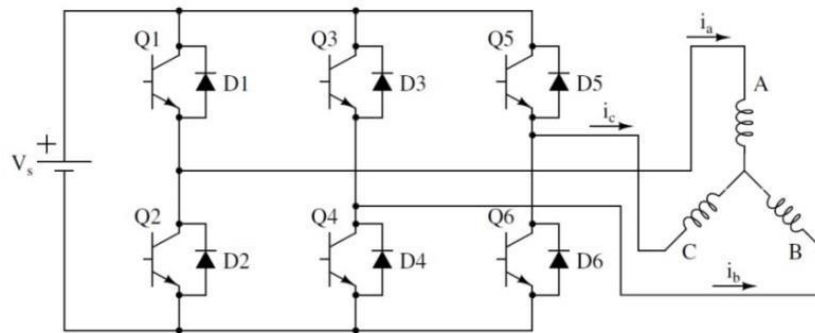 Q1
D1
Q3
D3
Q5
D5
i_a
A
i_c
+
V_s
Q2
D2
Q4
D4
Q6
D6
C
B
i_b